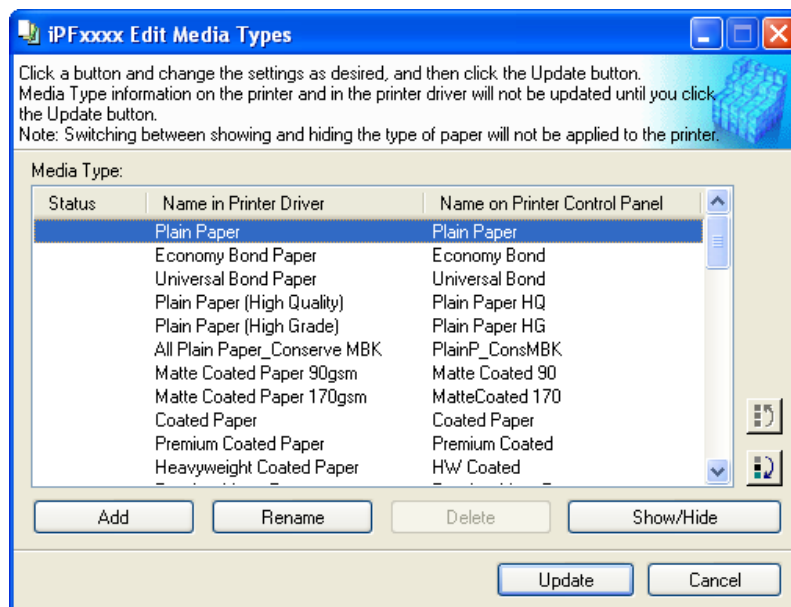 iPFxxxx Edit Media Types
Click a button and change the settings as desired, and then click the Update button.
Media Type information on the printer and in the printer driver will not be updated until you click
the Update button.
Note: Switching between showing and hiding the type of paper will not be applied to the printer.
Media Type:
Status Name in Printer Driver Name on Printer Control Panel
Plain Paper Plain Paper
Economy Bond Paper Economy Bond
Universal Bond Paper Universal Bond
Plain Paper (High Quality) Plain Paper HQ
Plain Paper (High Grade) Plain Paper HG
All Plain Paper_Conserve MBK PlainP_ConsMBK
Matte Coated Paper 90gsm Matte Coated 90
Matte Coated Paper 170gsm MatteCoated 170
Coated Paper Coated Paper
Premium Coated Paper Premium Coated
Heavyweight Coated Paper HW Coated
Add Rename Delete Show/Hide
Update Cancel